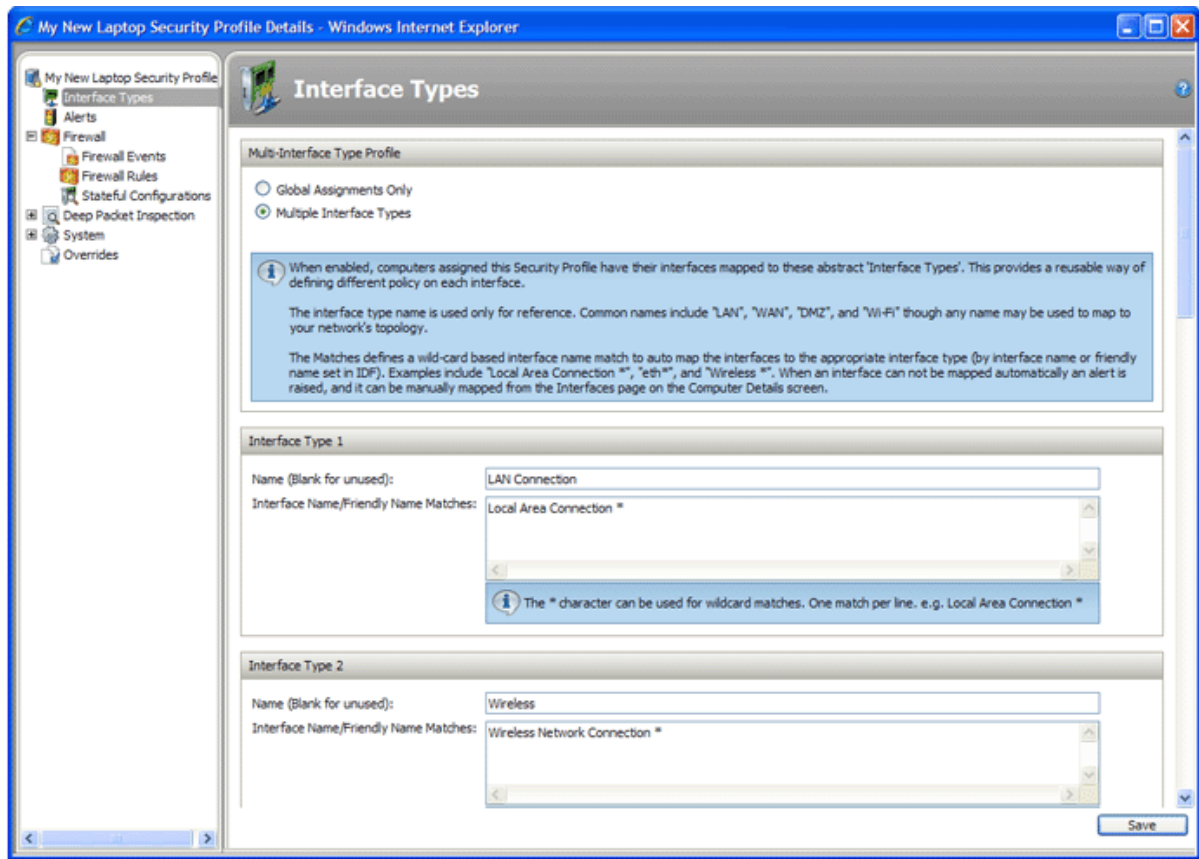 My New Laptop Security Profile Details - Windows Internet Explorer
My New Laptop Security Profile
Interface Types
Alerts
Firewall
Firewall Events
Firewall Rules
Stateful Configurations
Deep Packet Inspection
System
Overrides
Interface Types
Multi-Interface Type Profile
Global Assignments Only
Multiple Interface Types
When enabled, computers assigned this Security Profile have their interfaces mapped to these abstract 'Interface Types'. This provides a reusable way of
defining different policy on each interface.
The interface type name is used only for reference. Common names include "LAN", "WAN", "DMZ", and "Wi-Fi" though any name may be used to map to
your network's topology.
The Matches defines a wild-card based interface name match to auto map the interfaces to the appropriate interface type (by interface name or friendly
name set in IDF). Examples include "Local Area Connection *", "eth*", and "Wireless *". When an interface can not be mapped automatically an alert is
raised, and it can be manually mapped from the Interfaces page on the Computer Details screen.
Interface Type 1
Name (Blank for unused): LAN Connection
Interface Name/Friendly Name Matches: Local Area Connection *
The * character can be used for wildcard matches. One match per line. e.g. Local Area Connection *
Interface Type 2
Name (Blank for unused): Wireless
Interface Name/Friendly Name Matches: Wireless Network Connection *
Save